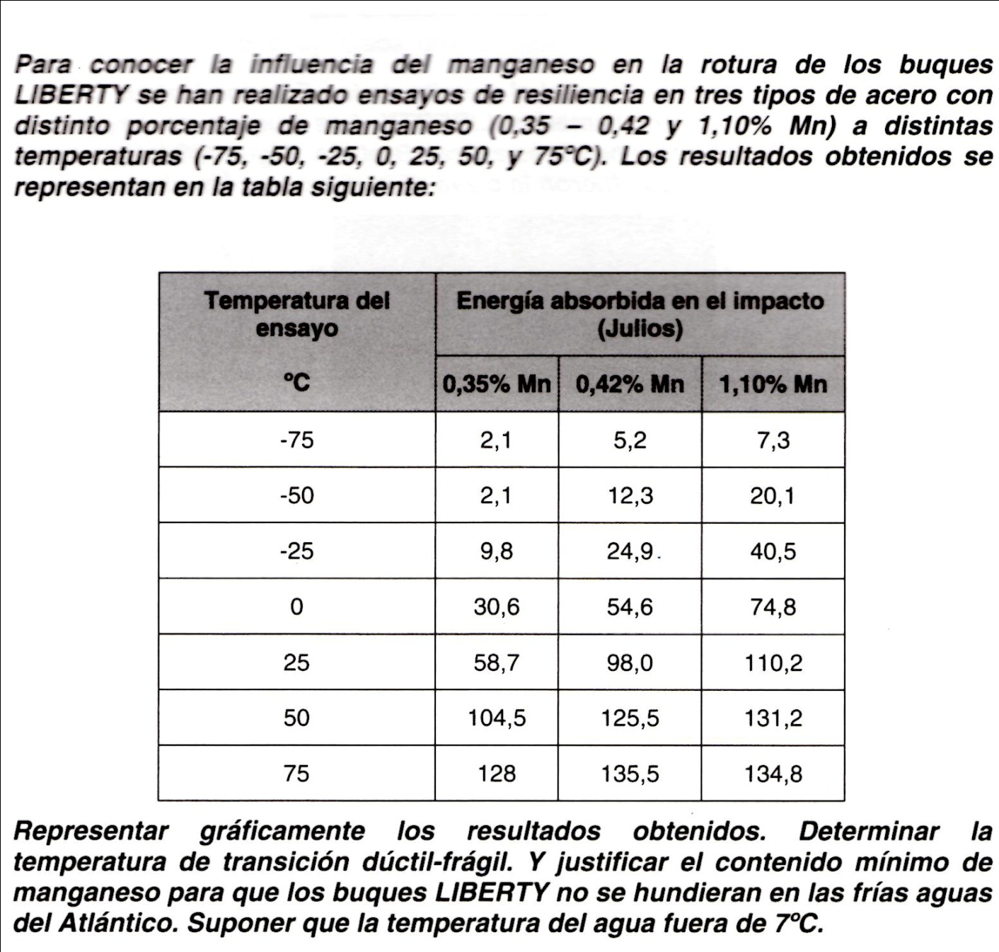 Para conocer la influencia del manganeso en la rotura de los buques
LIBERTY se han realizado ensayos de resiliencia en tres tipos de acero con
distinto porcentaje de manganeso (0,35 – 0,42 y 1,10% Mn) a distintas
temperaturas (-75, -50, -25, 0, 25, 50, y 75ºC). Los resultados obtenidos se
representan en la tabla siguiente:
Temperatura del ensayo ºC
Energía absorbida en el impacto (Julios)
0,35% Mn 0,42% Mn 1,10% Mn
-75 2,1 5,2 7,3
-50 2,1 12,3 20,1
-25 9,8 24,9 40,5
0 30,6 54,6 74,8
25 58,7 98,0 110,2
50 104,5 125,5 131,2
75 128 135,5 134,8
Representar gráficamente los resultados obtenidos. Determinar la
temperatura de transición dúctil-frágil. Y justificar el contenido mínimo de
manganeso para que los buques LIBERTY no se hundieran en las frías aguas
del Atlántico. Suponer que la temperatura del agua fuera de 7ºC.